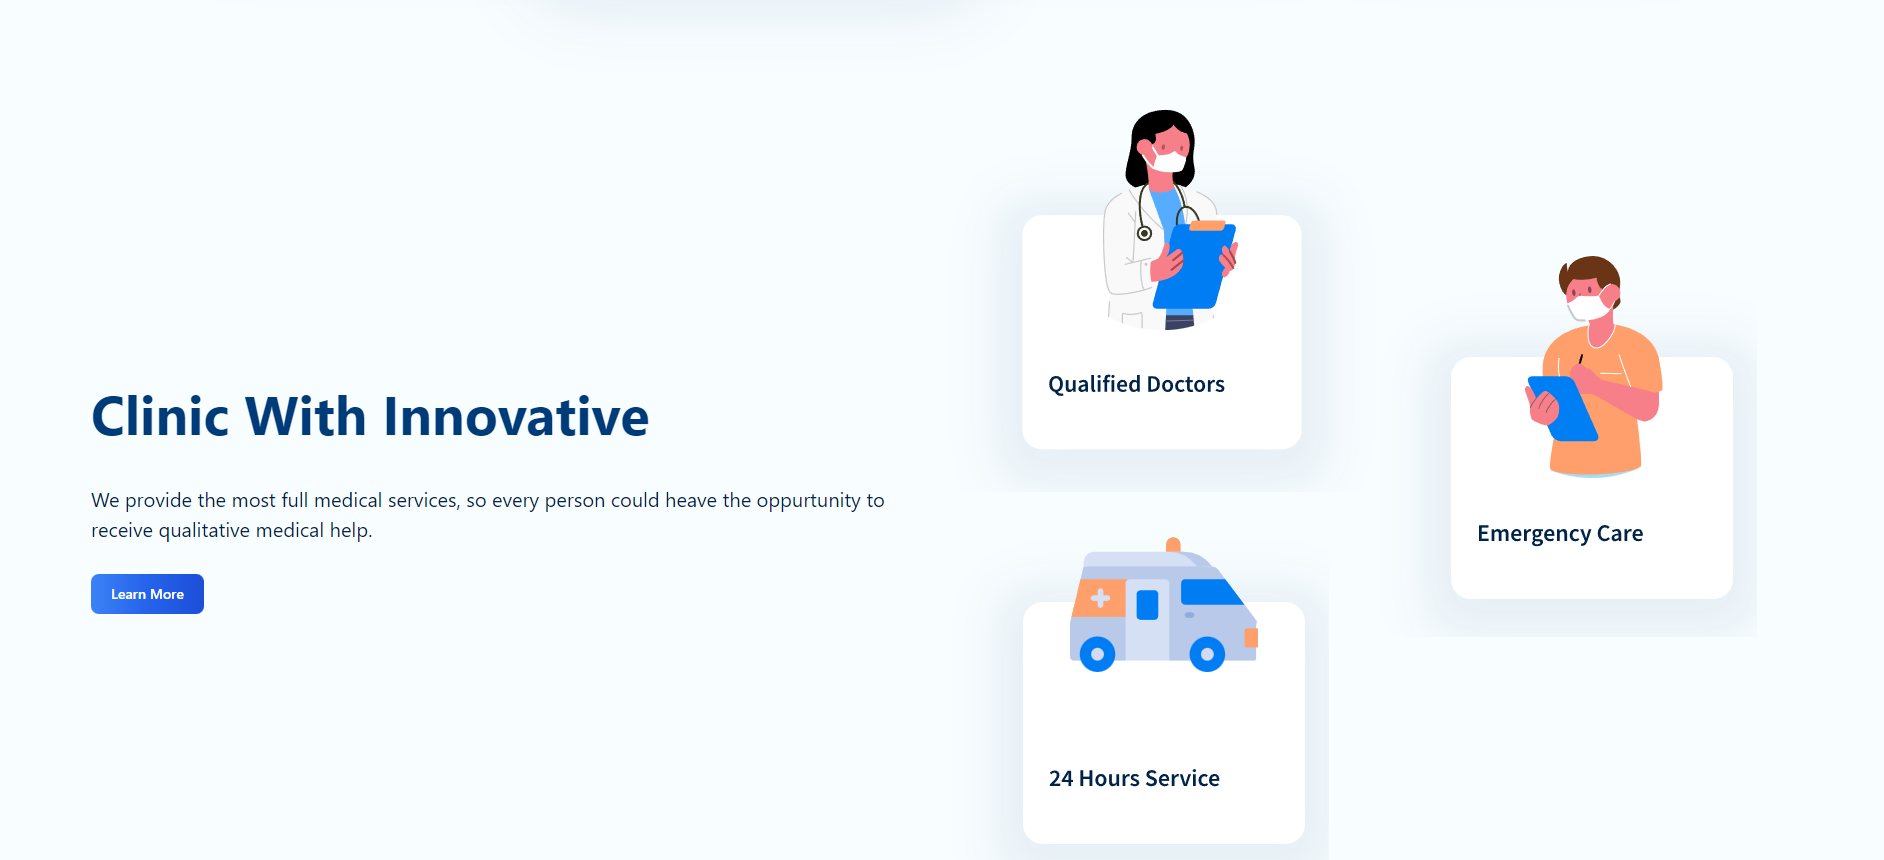 Clinic With Innovative
We provide the most full medical services, so every person could heave the oppurtunity to
receive qualitative medical help.
Learn More
Qualified Doctors
Emergency Care
24 Hours Service